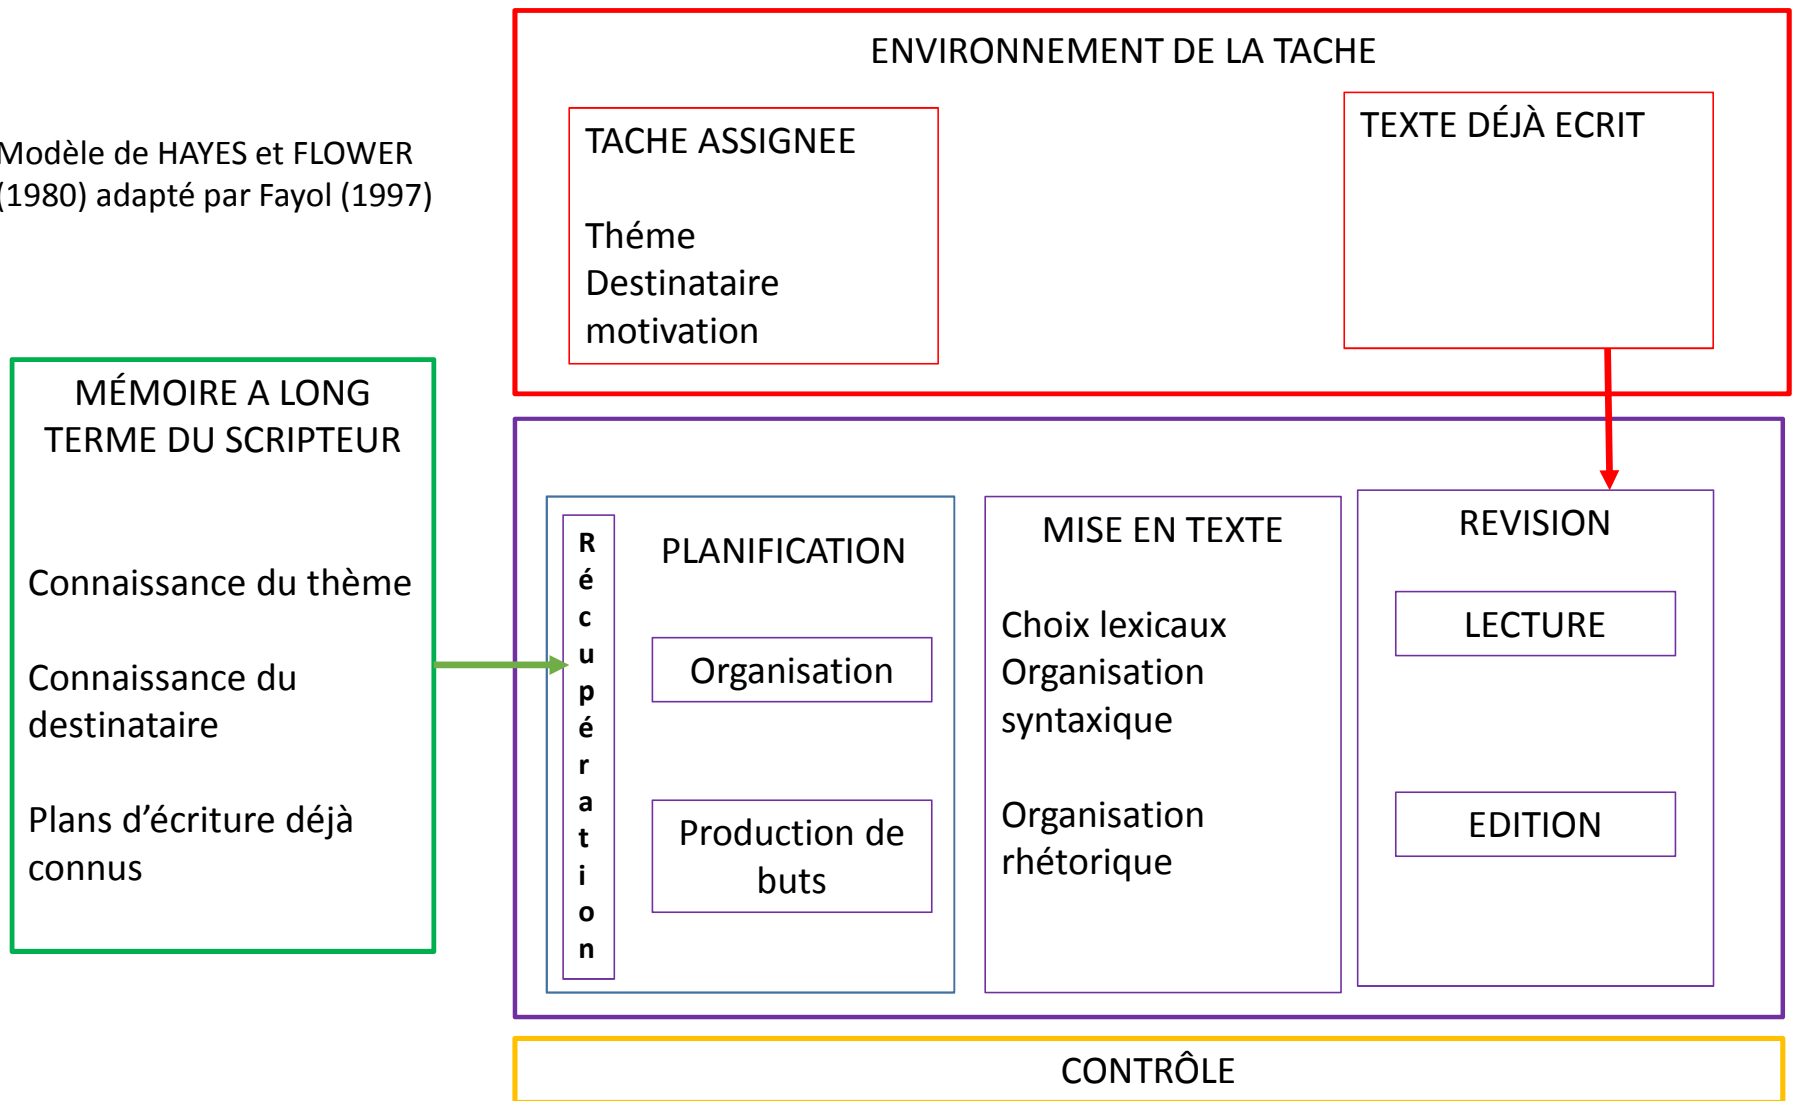 ENVIRONNEMENT DE LA TACHE
Modèle de HAYES et FLOWER
(1980) adapté par Fayol (1997)
TACHE ASSIGNEE
Théme
Destinataire
motivation
TEXTE DÉJÀ ECRIT
MÉMOIRE A LONG
TERME DU SCRIPTEUR
Connaissance du thème
Connaissance du
destinataire
Plans d’écriture déjà
connus
Récupération
PLANIFICATION
Organisation
Production de
buts
MISE EN TEXTE
Choix lexicaux
Organisation
syntaxique
Organisation
rhétorique
REVISION
LECTURE
EDITION
CONTRÔLE